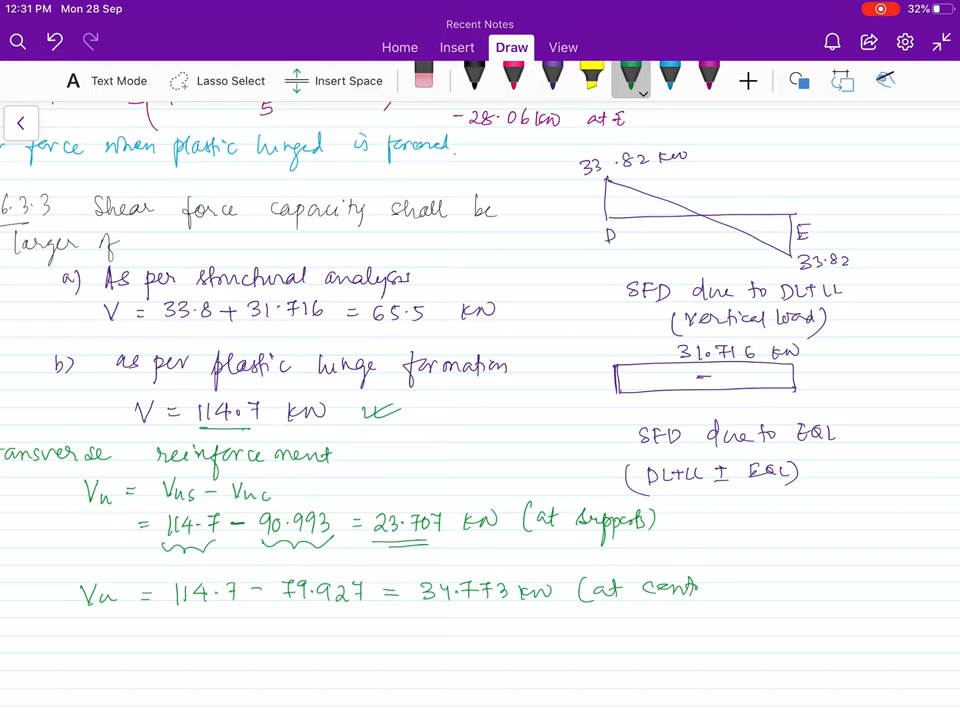 12:31 PM Mon 28 Sep
32%
Recent Notes
Home Insert Draw View
A Text Mode Lasso Select Insert Space
5
-28.06 KN at E
force when plastic hinged is formed.
6.3.3 Shear force capacity shall be
larger of
a) As per structural analysis
V = 33.8 + 31.716 = 65.5 KN
b) as per plastic hinge formation
V = 114.7 KN
ansverse reinforcement
Vu = Vus - Vuc
= 114.7 - 90.993 = 23.707 KN (at supports)
Vu = 114.7 - 79.927 = 34.773 KN (at cent
33.82 KN
D
E
33.82
SFD due to DL+LL
(vertical load)
31.716 KN
-
SFD due to EQL
(DL+LL ± EQL)